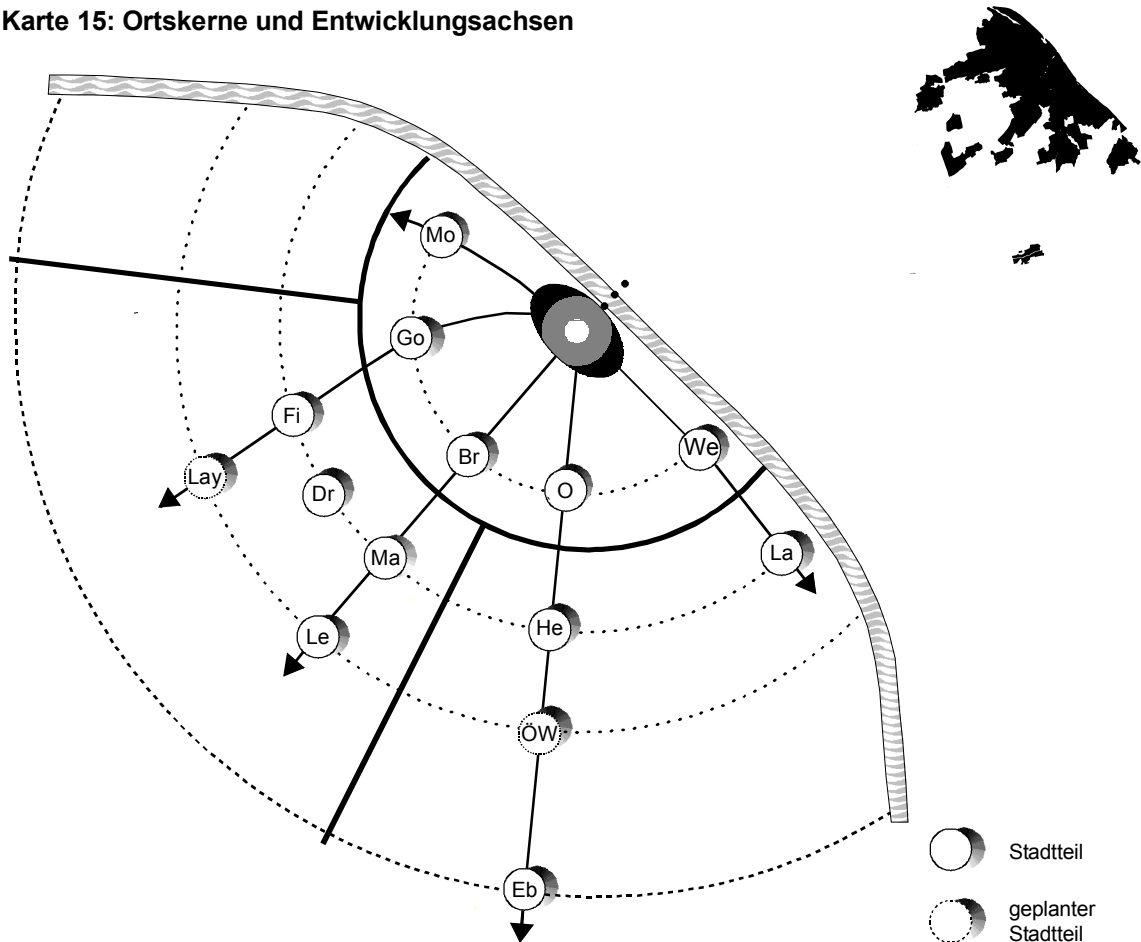 Karte 15: Ortskerne und Entwicklungsachsen
Mo
Go
Fi
Br
We
Lay
Dr
O
Ma
La
Le
He
ÖW
Eb
Stadtteil
geplanter
Stadtteil